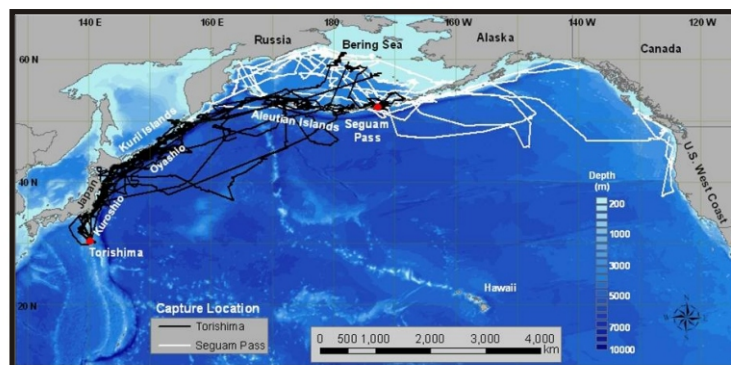 140 E
160 E
180
160 W
140 W
120 W
Russia
Bering Sea
Alaska
Canada
60 N
Kuril Islands
Aleutian Islands
Seguam
Pass
Oyashio
U.S. West Coast
Depth
(m)
200
1000
3000
5000
7000
10000
40 N
Japan
Kuroshio
Torishima
Hawaii
20 N
Capture Location
Torishima
Seguam Pass
0 500 1,000 2,000 3,000 4,000
km